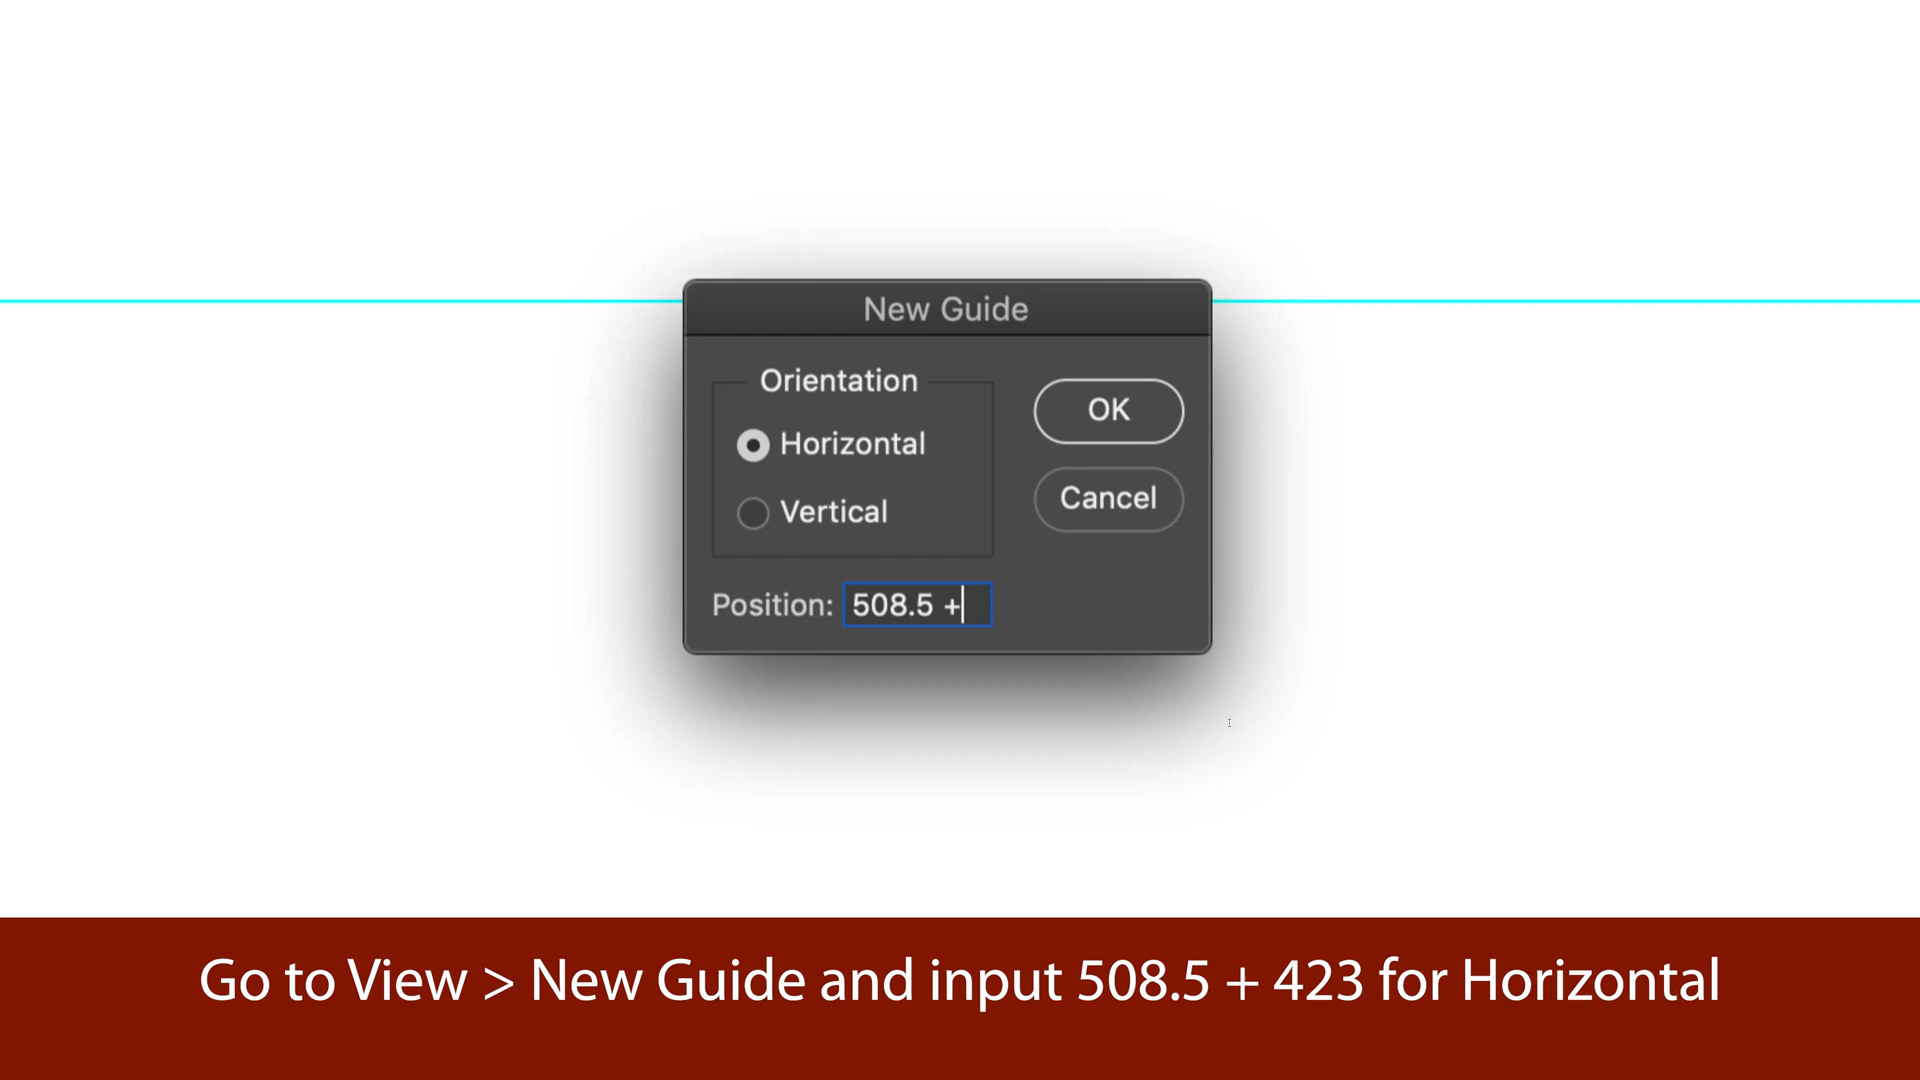 New Guide
Orientation
Horizontal
Vertical
OK
Cancel
Position: 508.5 +
Go to View > New Guide and input 508.5 + 423 for Horizontal